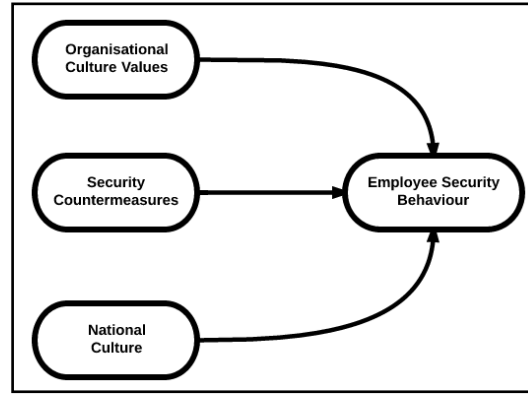 Organisational
Culture Values
Security
Countermeasures
Employee Security
Behaviour
National
Culture